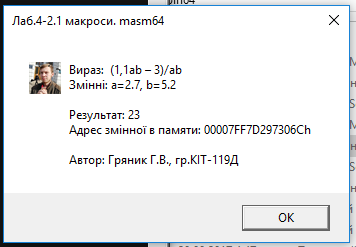 Лаб.4-2.1 макроси. masm64
Вираз: (1,1ab – 3)/ab
Змінні: a=2.7, b=5.2
Результат: 23
Адрес змінної в памяти: 00007FF7D297306Ch
Автор: Гряник Г.В., гр.КІТ-119Д
OK